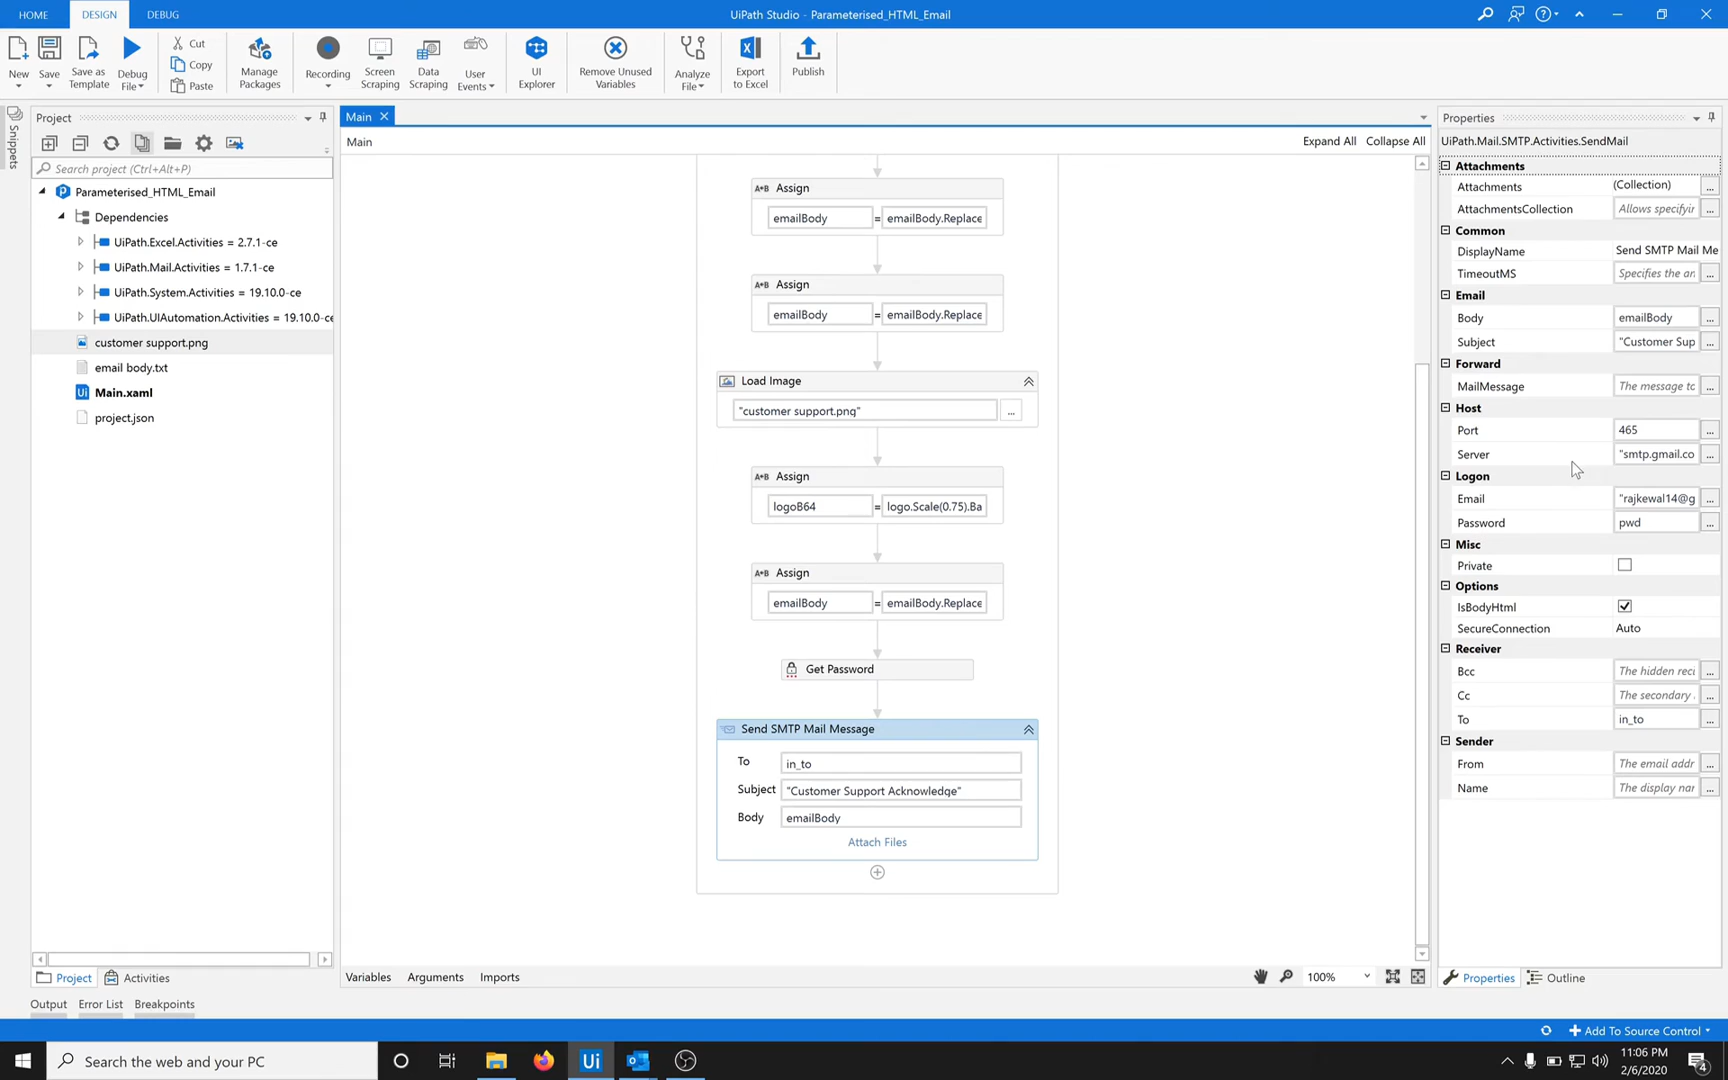 HOME
DESIGN
DEBUG
UiPath Studio - Parameterised_HTML_Email
New
Save
Save as Template
Debug File
Cut
Copy
Paste
Manage Packages
Recording
Screen Scraping
Data Scraping
User Events
UI Explorer
Remove Unused Variables
Analyze File
Export to Excel
Publish
Snippets
Project
Search project (Ctrl+Alt+P)
Parameterised_HTML_Email
Dependencies
UiPath.Excel.Activities = 2.7.1-ce
UiPath.Mail.Activities = 1.7.1-ce
UiPath.System.Activities = 19.10.0-ce
UiPath.UIAutomation.Activities = 19.10.0-ce
customer support.png
email body.txt
Main.xaml
project.json
Project
Activities
Output
Error List
Breakpoints
Main
Main
Expand All
Collapse All
A+B Assign
emailBody = emailBody.Replace
A+B Assign
emailBody = emailBody.Replace
Load Image
"customer support.png"
...
A+B Assign
logoB64 = logo.Scale(0.75).Ba
A+B Assign
emailBody = emailBody.Replace
Get Password
Send SMTP Mail Message
To in_to
Subject "Customer Support Acknowledge"
Body emailBody
Attach Files
Variables
Arguments
Imports
100%
Properties
UiPath.Mail.SMTP.Activities.SendMail
Attachments
Attachments (Collection) ...
AttachmentsCollection Allows specifyir ...
Common
DisplayName Send SMTP Mail Me
TimeoutMS Specifies the an ...
Email
Body emailBody ...
Subject "Customer Sup ...
Forward
MailMessage The message to ...
Host
Port 465 ...
Server "smtp.gmail.co ...
Logon
Email "rajkewal14@g ...
Password pwd ...
Misc
Private
Options
IsBodyHtml
SecureConnection Auto
Receiver
Bcc The hidden reci ...
Cc The secondary ...
To in_to ...
Sender
From The email addr ...
Name The display nar ...
Properties
Outline
Add To Source Control
Search the web and your PC
Ui
11:06 PM
2/6/2020
4